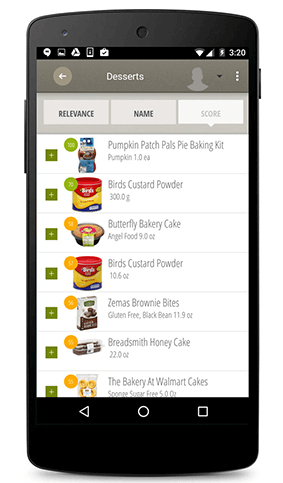 3:20
Desserts
RELEVANCE NAME SCORE
100
Pumpkin Patch Pals Pie Baking Kit
Pumpkin 1.0 ea
Birds Custard Powder
300.0 g
Butterfly Bakery Cake
Angel Food 9.0 oz
Birds Custard Powder
10.6 oz
Zemas Brownie Bites
Gluten Free, Black Bean 11.9 oz
Breadsmith Honey Cake
22.0 oz
The Bakery At Walmart Cakes
Sponge Sugar Free 5.0 Oz